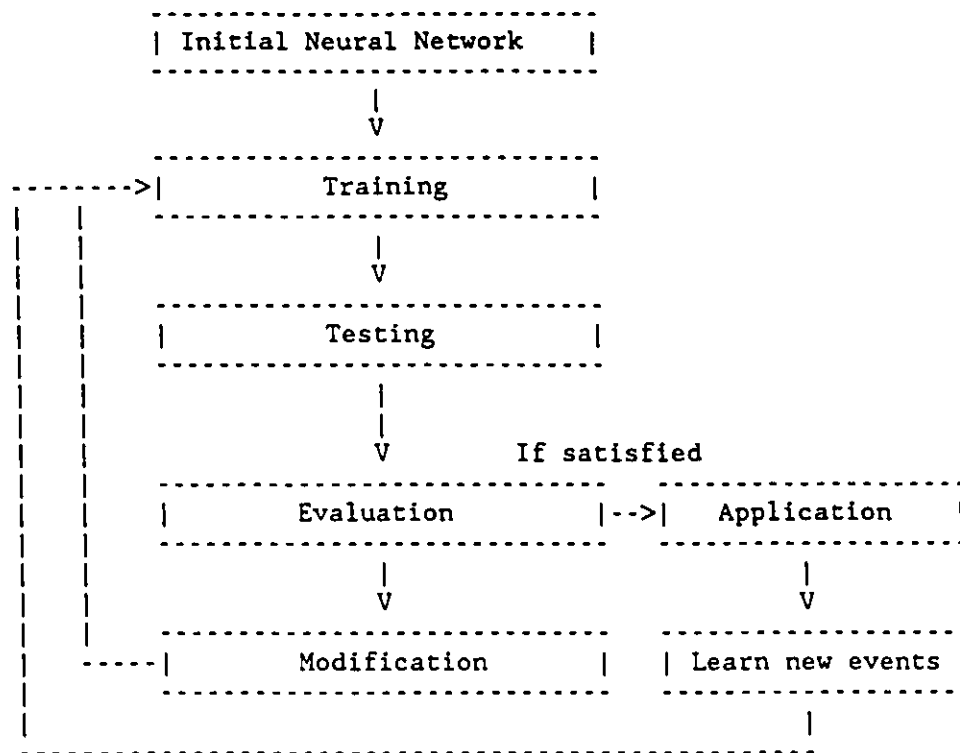 Initial Neural Network
Training
Testing
If satisfied
Evaluation
Application
Modification
Learn new events